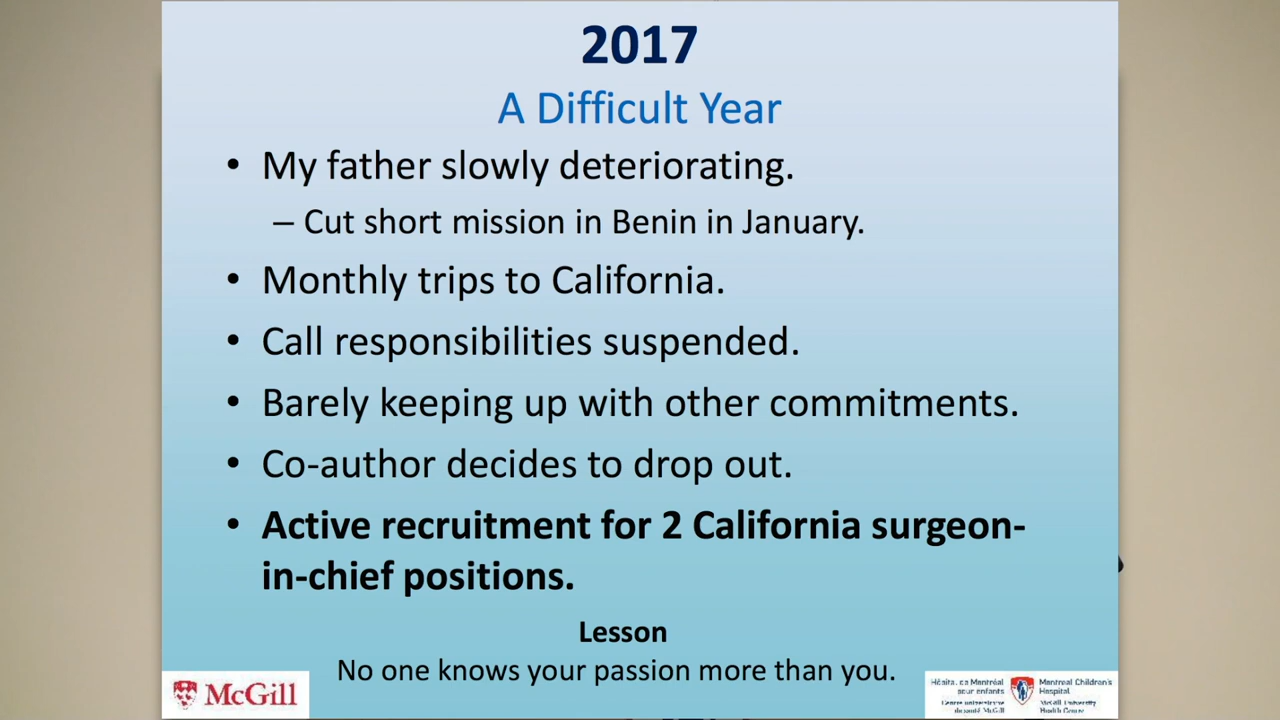 2017
A Difficult Year
• My father slowly deteriorating.
– Cut short mission in Benin in January.
• Monthly trips to California.
• Call responsibilities suspended.
• Barely keeping up with other commitments.
• Co-author decides to drop out.
• Active recruitment for 2 California surgeon-
in-chief positions.
Lesson
No one knows your passion more than you.
McGill
Montreal Children's
Hospital
McGill University
Health Centre